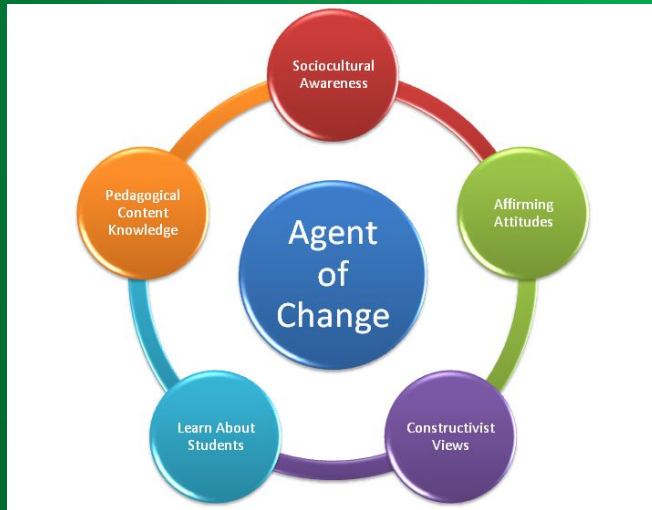 Sociocultural
Awareness
Affirming
Attitudes
Constructivist
Views
Learn About
Students
Pedagogical
Content
Knowledge
Agent
of
Change